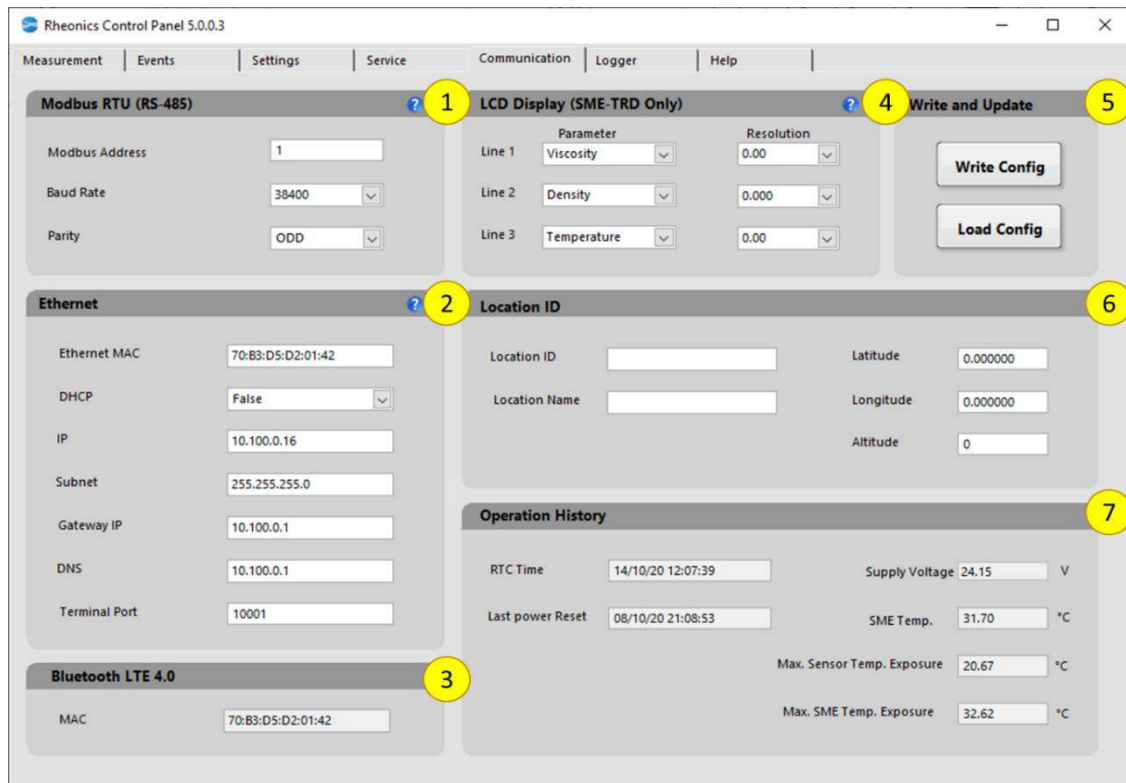 Rheonics Control Panel 5.0.0.3
Measurement Events Settings Service Communication Logger Help
Modbus RTU (RS-485) ? 1
Modbus Address 1
Baud Rate 38400
Parity ODD
LCD Display (SME-TRD Only) ? 4
Parameter Resolution
Line 1 Viscosity 0.00
Line 2 Density 0.000
Line 3 Temperature 0.00
Write and Update 5
Write Config
Load Config
Ethernet ? 2
Ethernet MAC 70:B3:D5:D2:01:42
DHCP False
IP 10.100.0.16
Subnet 255.255.255.0
Gateway IP 10.100.0.1
DNS 10.100.0.1
Terminal Port 10001
Location ID 6
Location ID Latitude 0.000000
Location Name Longitude 0.000000
Altitude 0
Bluetooth LTE 4.0 3
MAC 70:B3:D5:D2:01:42
Operation History 7
RTC Time 14/10/20 12:07:39 Supply Voltage 24.15 V
Last power Reset 08/10/20 21:08:53 SME Temp. 31.70 °C
Max. Sensor Temp. Exposure 20.67 °C
Max. SME Temp. Exposure 32.62 °C